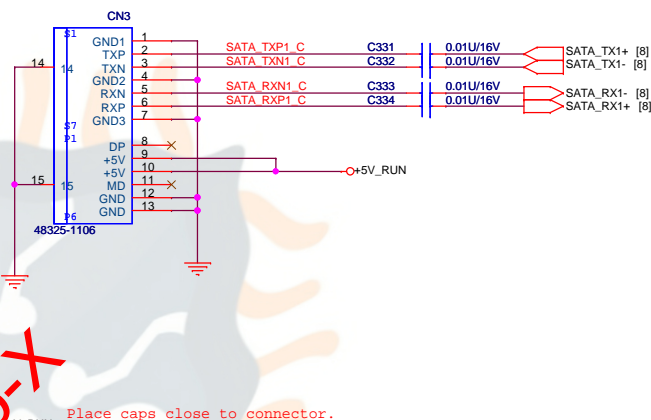 CN3
S1
GND1 1
TXP 2 SATA_TXP1_C C331 0.01U/16V SATA_TX1+ [8]
14 14 TXN 3 SATA_TXN1_C C332 0.01U/16V SATA_TX1- [8]
GND2 4
RXN 5 SATA_RXN1_C C333 0.01U/16V SATA_RX1- [8]
RXP 6 SATA_RXP1_C C334 0.01U/16V SATA_RX1+ [8]
GND3 7
S7
P1
DP 8
+5V 9
+5V 10 +5V_RUN
15 15 MD 11
GND 12
GND 13
P6
48325-1106
-X
Place caps close to connector.